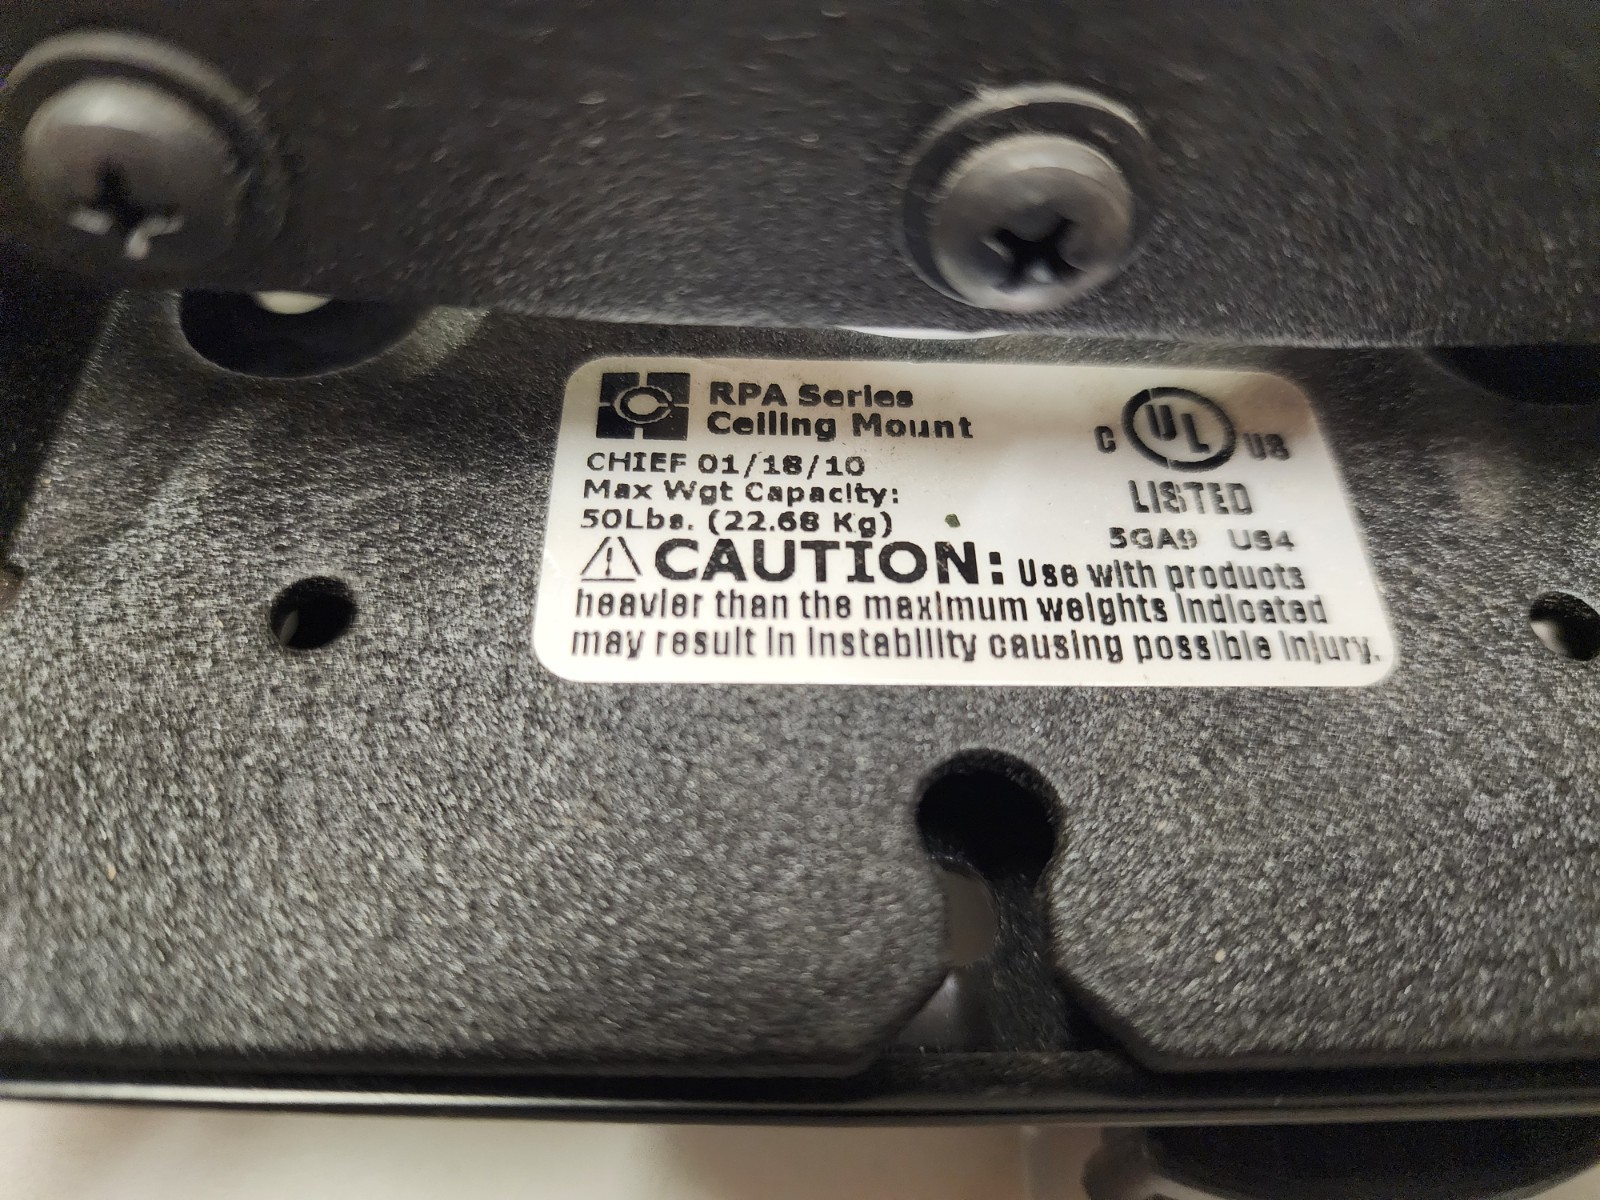 RPA Series
Ceiling Mount
CHIEF 01/18/10
Max Wgt Capacity:
50Lbs. (22.68 Kg)
C UL US
LISTED
5GA9 US4
CAUTION: Use with products
heavier than the maximum weights indicated
may result in instability causing possible injury.